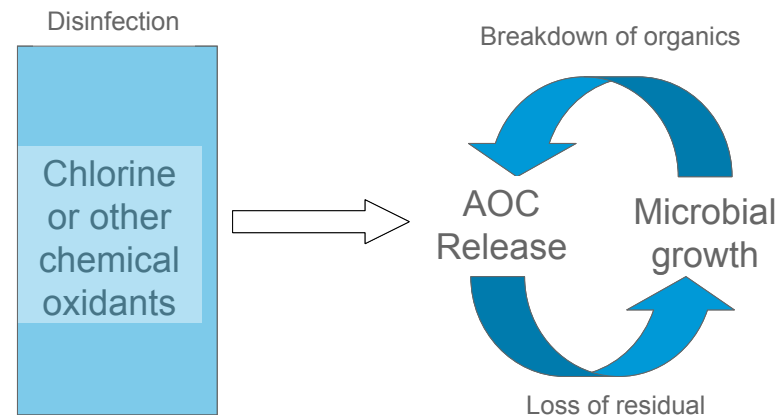 Disinfection
Chlorine
or other
chemical
oxidants
Breakdown of organics
AOC
Release
Microbial
growth
Loss of residual